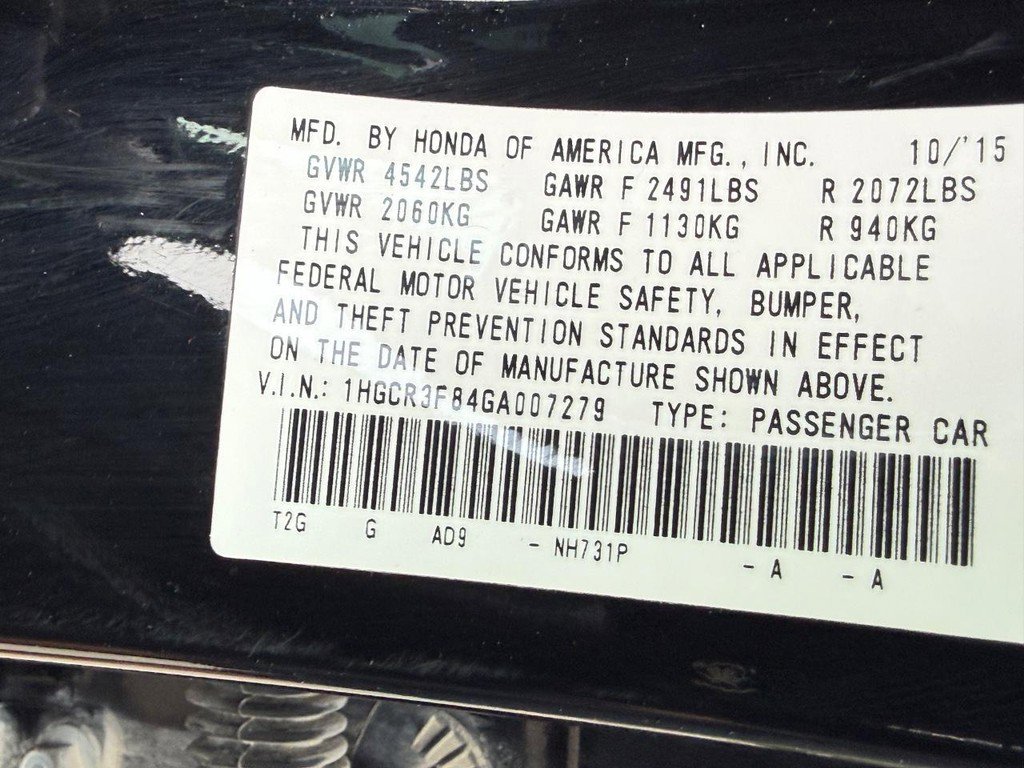 MFD. BY HONDA OF AMERICA MFG., INC. 10/'15
GVWR 4542LBS GAWR F 2491LBS R 2072LBS
GVWR 2060KG GAWR F 1130KG R 940KG
THIS VEHICLE CONFORMS TO ALL APPLICABLE
FEDERAL MOTOR VEHICLE SAFETY, BUMPER,
AND THEFT PREVENTION STANDARDS IN EFFECT
ON THE DATE OF MANUFACTURE SHOWN ABOVE.
V.I.N.: 1HGCR3F84GA007279 TYPE: PASSENGER CAR
T2G G AD9 - NH731P - A - A